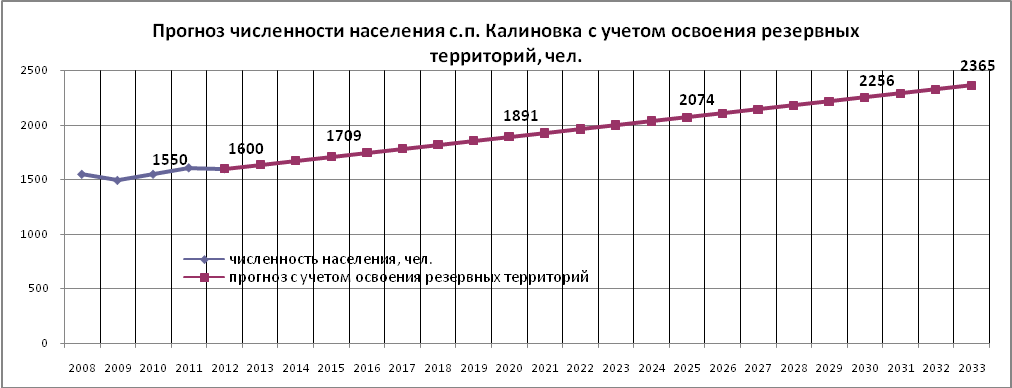 Прогноз численности населения с.п. Калиновка с учетом освоения резервных
территорий, чел.
2500
2000
1500
1000
500
0
1550
1600
1709
1891
2074
2256
2365
численность населения, чел.
прогноз с учетом освоения резервных территорий
2008 2009 2010 2011 2012 2013 2014 2015 2016 2017 2018 2019 2020 2021 2022 2023 2024 2025 2026 2027 2028 2029 2030 2031 2032 2033